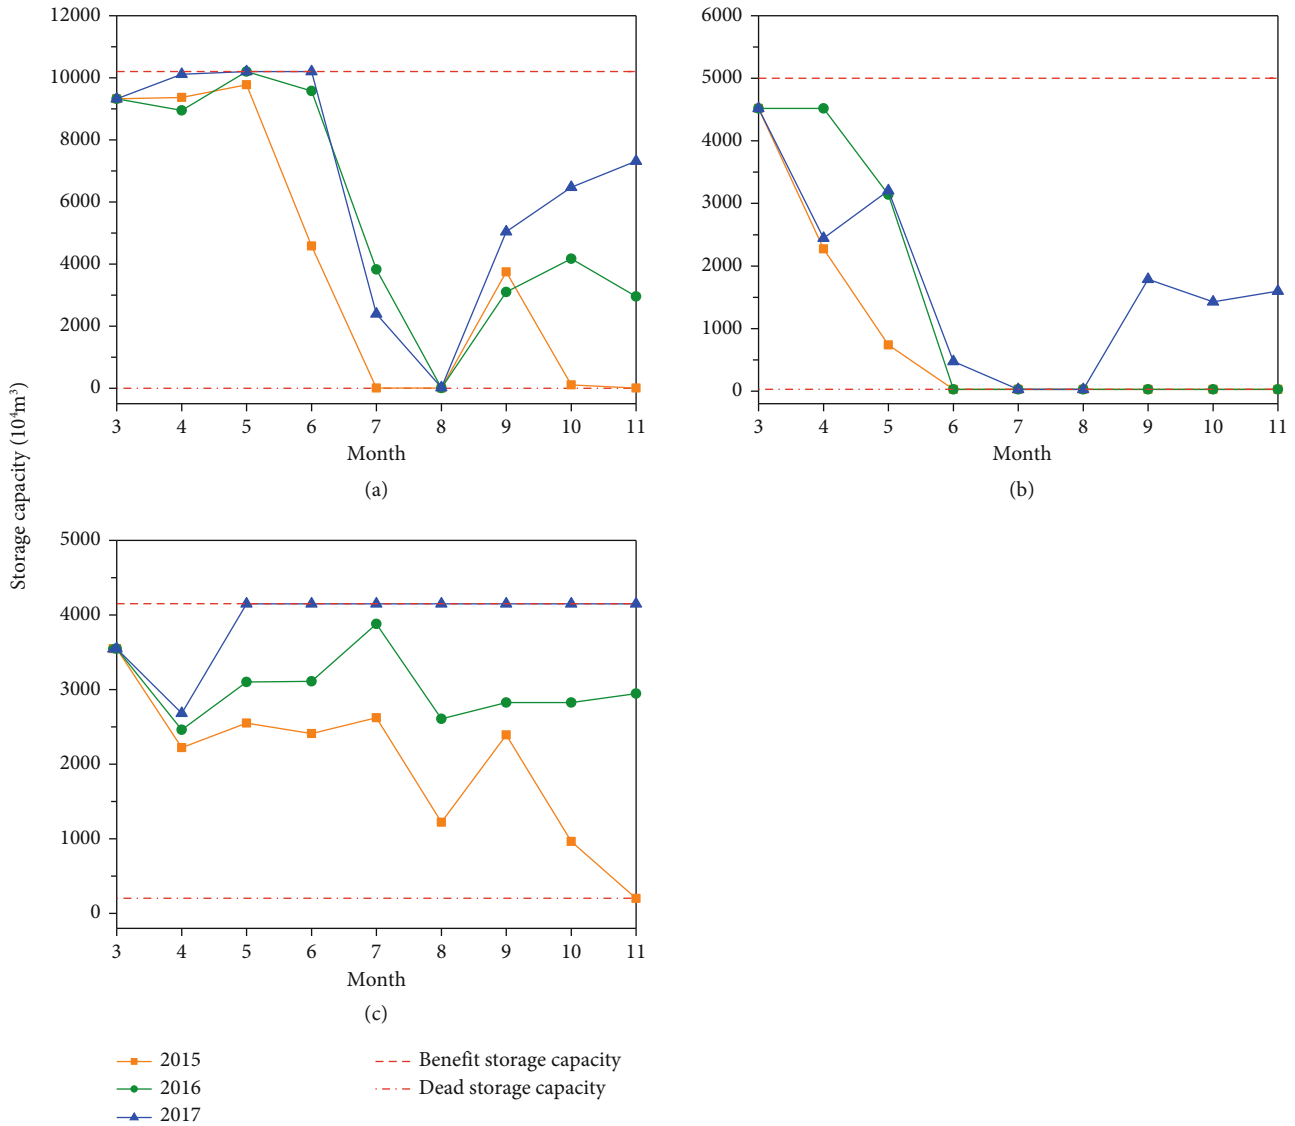 12000
10000
8000
6000
4000
2000
0
3 4 5 6 7 8 9 10 11
Month
(a)
6000
5000
4000
3000
2000
1000
0
3 4 5 6 7 8 9 10 11
Month
(b)
Storage capacity (10⁴m³)
5000
4000
3000
2000
1000
0
3 4 5 6 7 8 9 10 11
Month
(c)
2015
2016
2017
Benefit storage capacity
Dead storage capacity